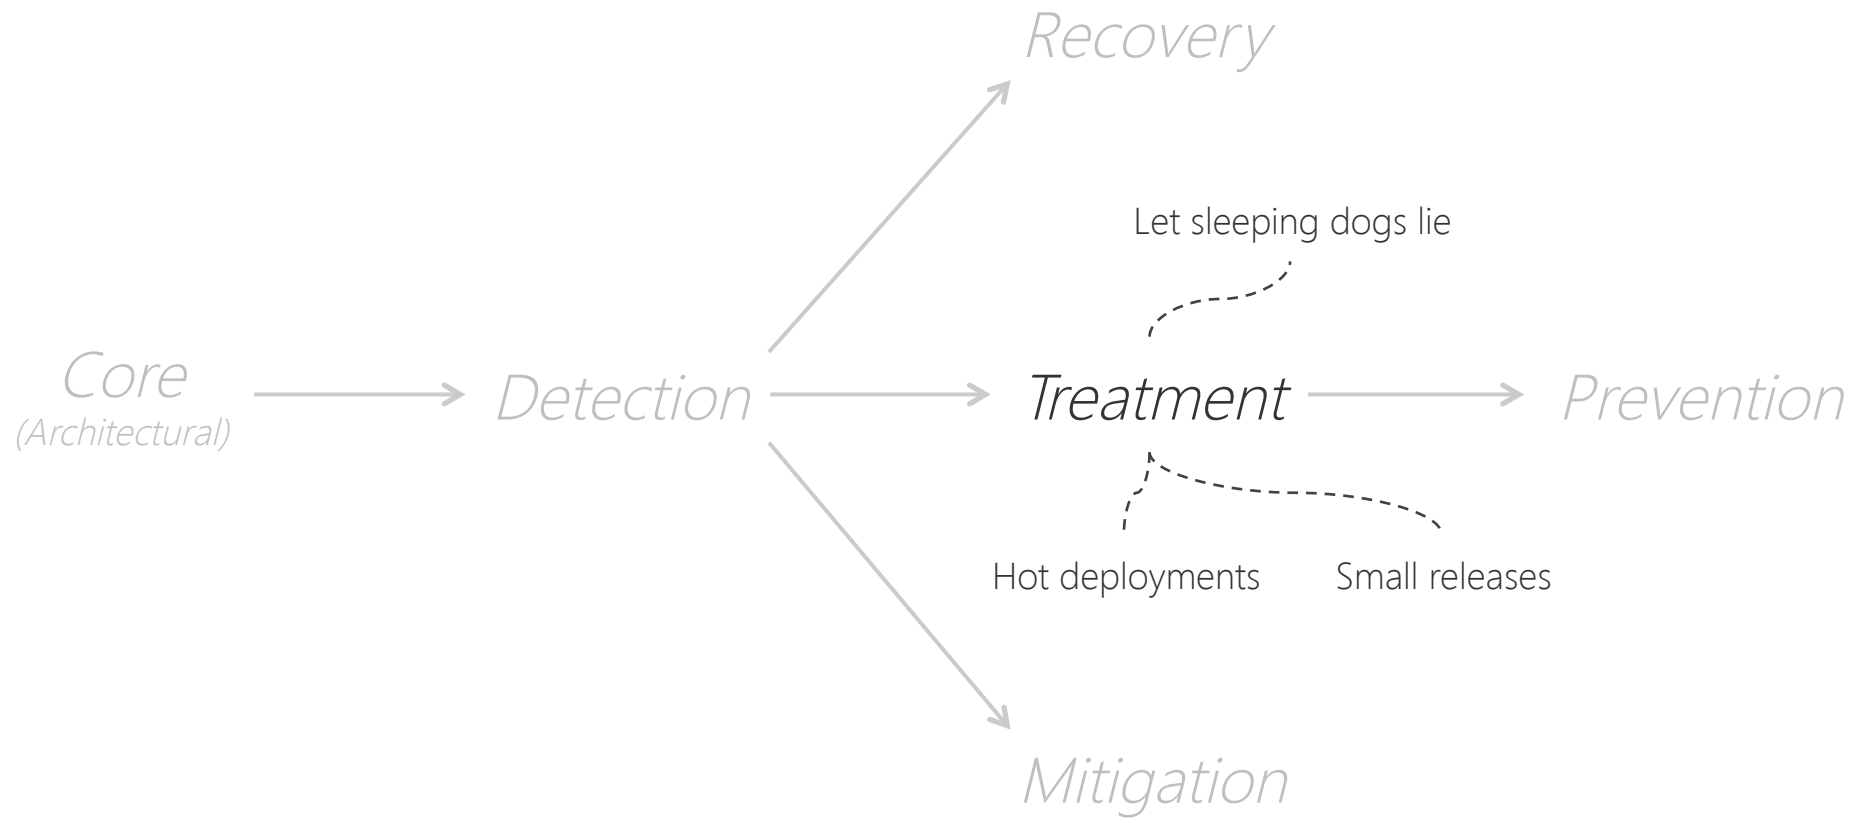 Recovery
Let sleeping dogs lie
Core
(Architectural)
Detection
Treatment
Prevention
Hot deployments
Small releases
Mitigation